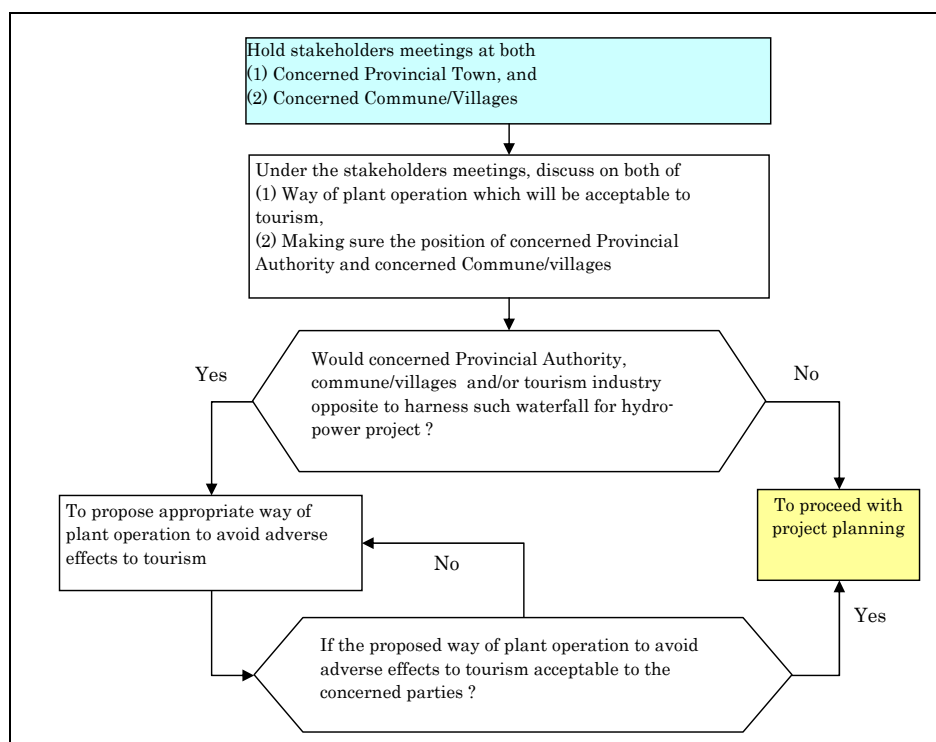 Hold stakeholders meetings at both
(1) Concerned Provincial Town, and
(2) Concerned Commune/Villages
Under the stakeholders meetings, discuss on both of
(1) Way of plant operation which will be acceptable to
tourism,
(2) Making sure the position of concerned Provincial
Authority and concerned Commune/villages
Would concerned Provincial Authority,
commune/villages and/or tourism industry
opposite to harness such waterfall for hydro-
power project ?
Yes
No
To propose appropriate way of
plant operation to avoid adverse
effects to tourism
To proceed with
project planning
No
Yes
If the proposed way of plant operation to avoid
adverse effects to tourism acceptable to the
concerned parties ?